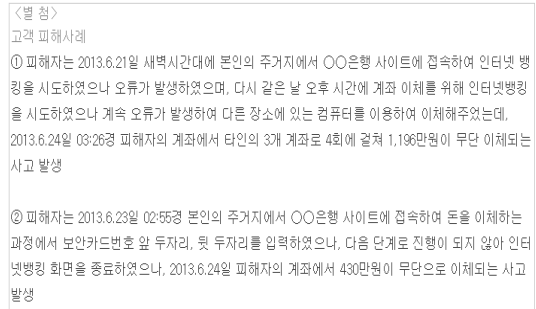 <별 첨>
고객 피해사례
① 피해자는 2013.6.21일 새벽시간대에 본인의 주거지에서 ○○은행 사이트에 접속하여 인터넷 뱅
킹을 시도하였으나 오류가 발생하였으며, 다시 같은 날 오후 시간에 계좌 이체를 위해 인터넷뱅킹
을 시도하였으나 계속 오류가 발생하여 다른 장소에 있는 컴퓨터를 이용하여 이체해주었는데,
2013.6.24일 03:26경 피해자의 계좌에서 타인의 3개 계좌로 4회에 걸쳐 1,196만원이 무단 이체되는
사고 발생
② 피해자는 2013.6.23일 02:55경 본인의 주거지에서 ○○은행 사이트에 접속하여 돈을 이체하는
과정에서 보안카드번호 앞 두자리, 뒷 두자리를 입력하였으나, 다음 단계로 진행이 되지 않아 인터
넷뱅킹 화면을 종료하였으나, 2013.6.24일 피해자의 계좌에서 430만원이 무단으로 이체되는 사고
발생